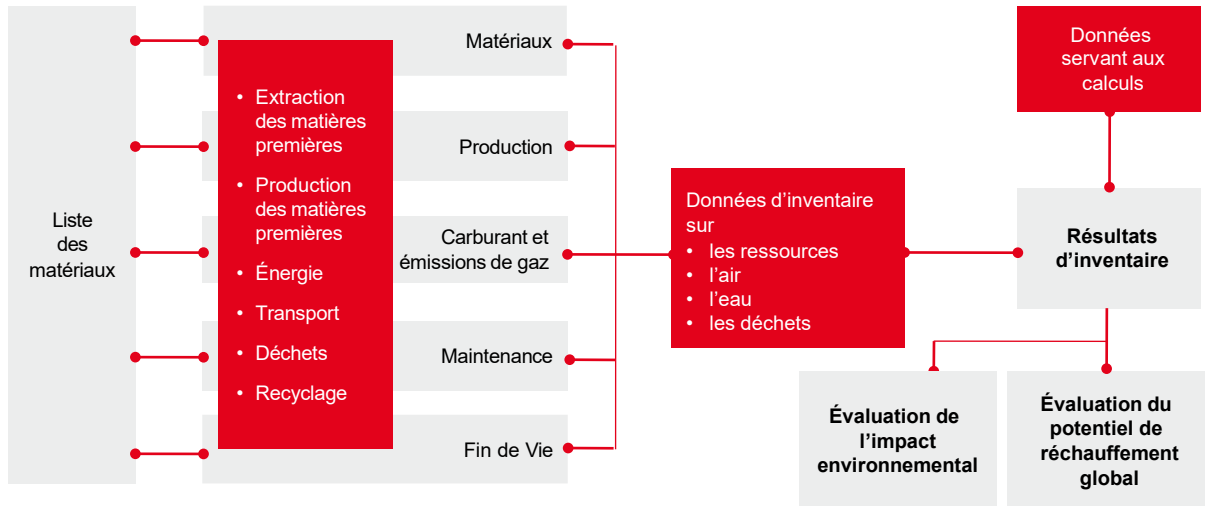 Liste
des
matériaux
• Extraction
des matières
premières
• Production
des matières
premières
• Énergie
• Transport
• Déchets
• Recyclage
Matériaux
Production
Carburant et
émissions de gaz
Maintenance
Fin de Vie
Données d’inventaire
sur
• les ressources
• l’air
• l’eau
• les déchets
Données
servant aux
calculs
Résultats
d’inventaire
Évaluation de
l’impact
environnemental
Évaluation du
potentiel de
réchauffement
global